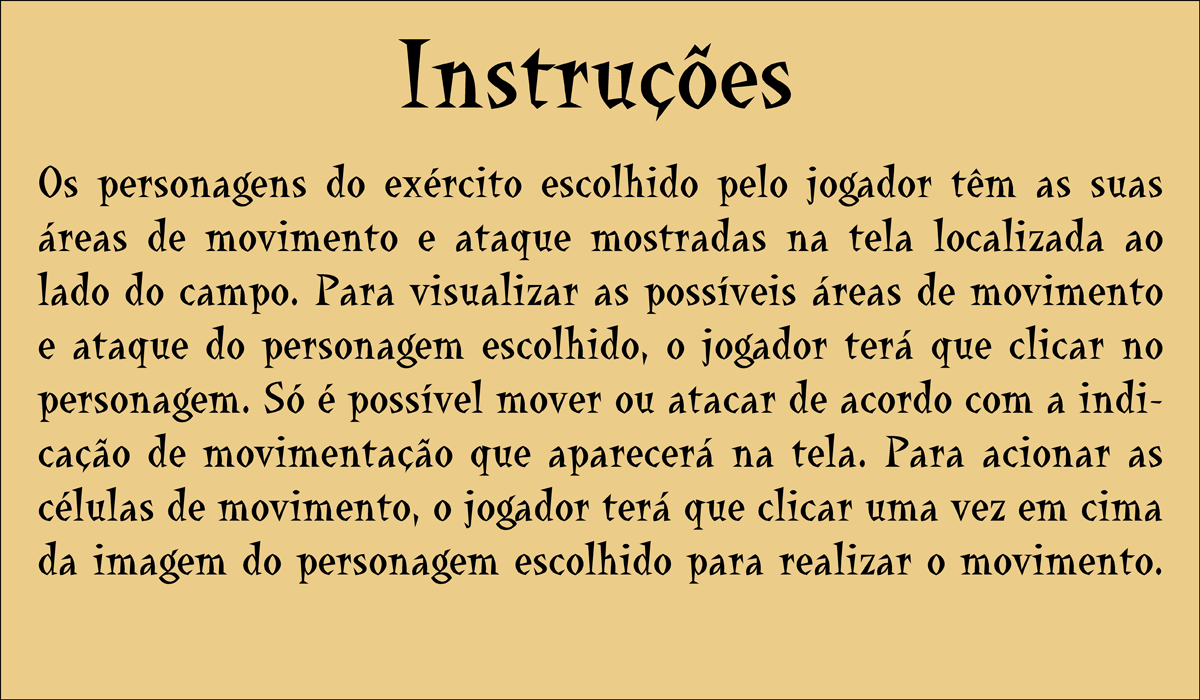 Instruções
Os personagens do exército escolhido pelo jogador têm as suas
áreas de movimento e ataque mostradas na tela localizada ao
lado do campo. Para visualizar as possíveis áreas de movimento
e ataque do personagem escolhido, o jogador terá que clicar no
personagem. Só é possível mover ou atacar de acordo com a indi-
cação de movimentação que aparecerá na tela. Para acionar as
células de movimento, o jogador terá que clicar uma vez em cima
da imagem do personagem escolhido para realizar o movimento.